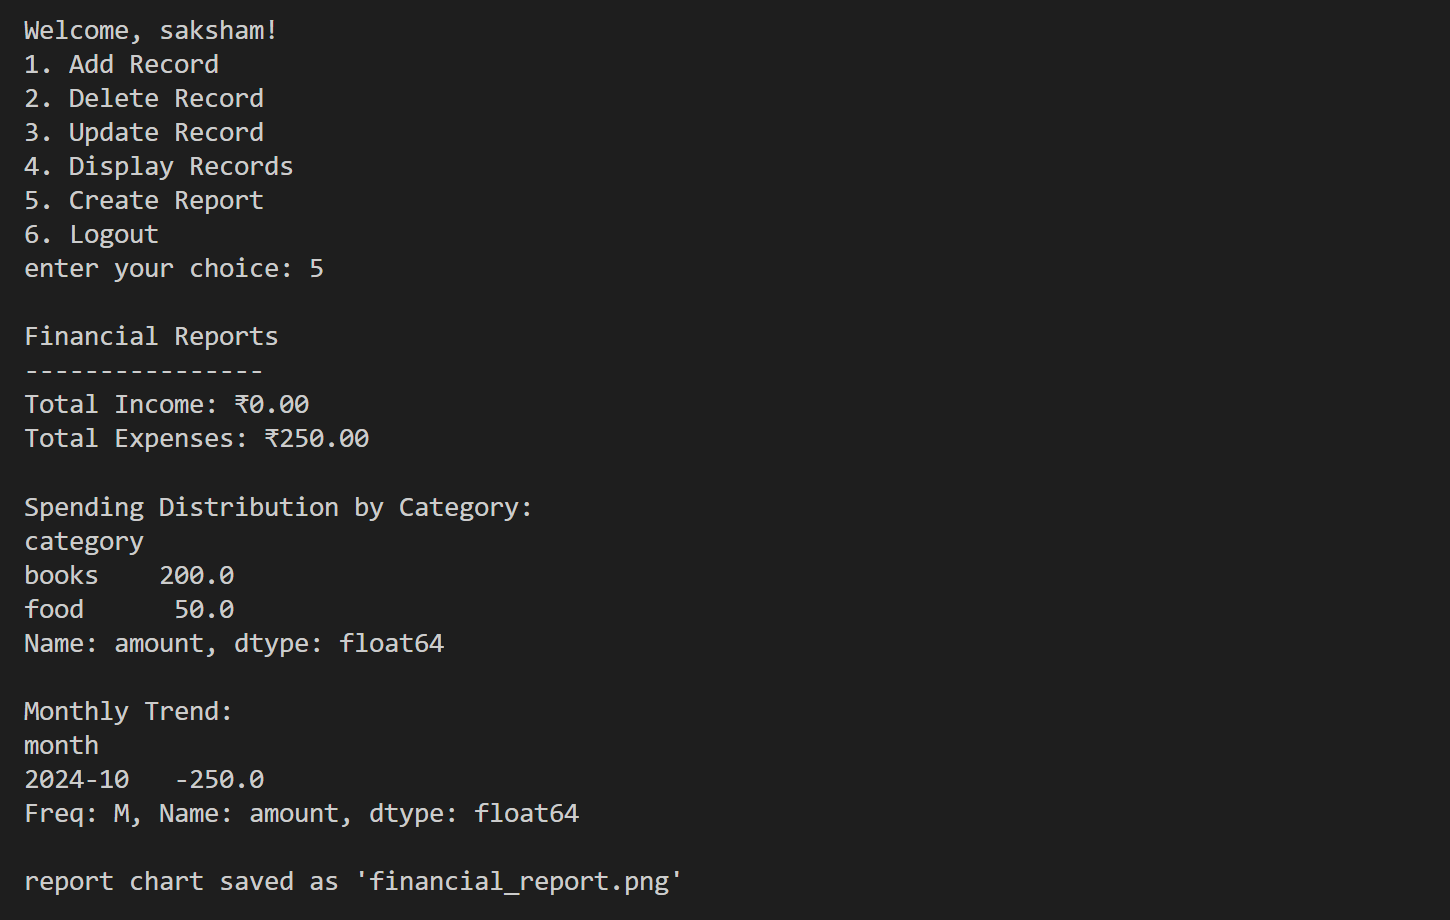 Welcome, saksham!
1. Add Record
2. Delete Record
3. Update Record
4. Display Records
5. Create Report
6. Logout
enter your choice: 5
Financial Reports
----------------
Total Income: ₹0.00
Total Expenses: ₹250.00
Spending Distribution by Category:
category
books    200.0
food      50.0
Name: amount, dtype: float64
Monthly Trend:
month
2024-10   -250.0
Freq: M, Name: amount, dtype: float64
report chart saved as 'financial_report.png'